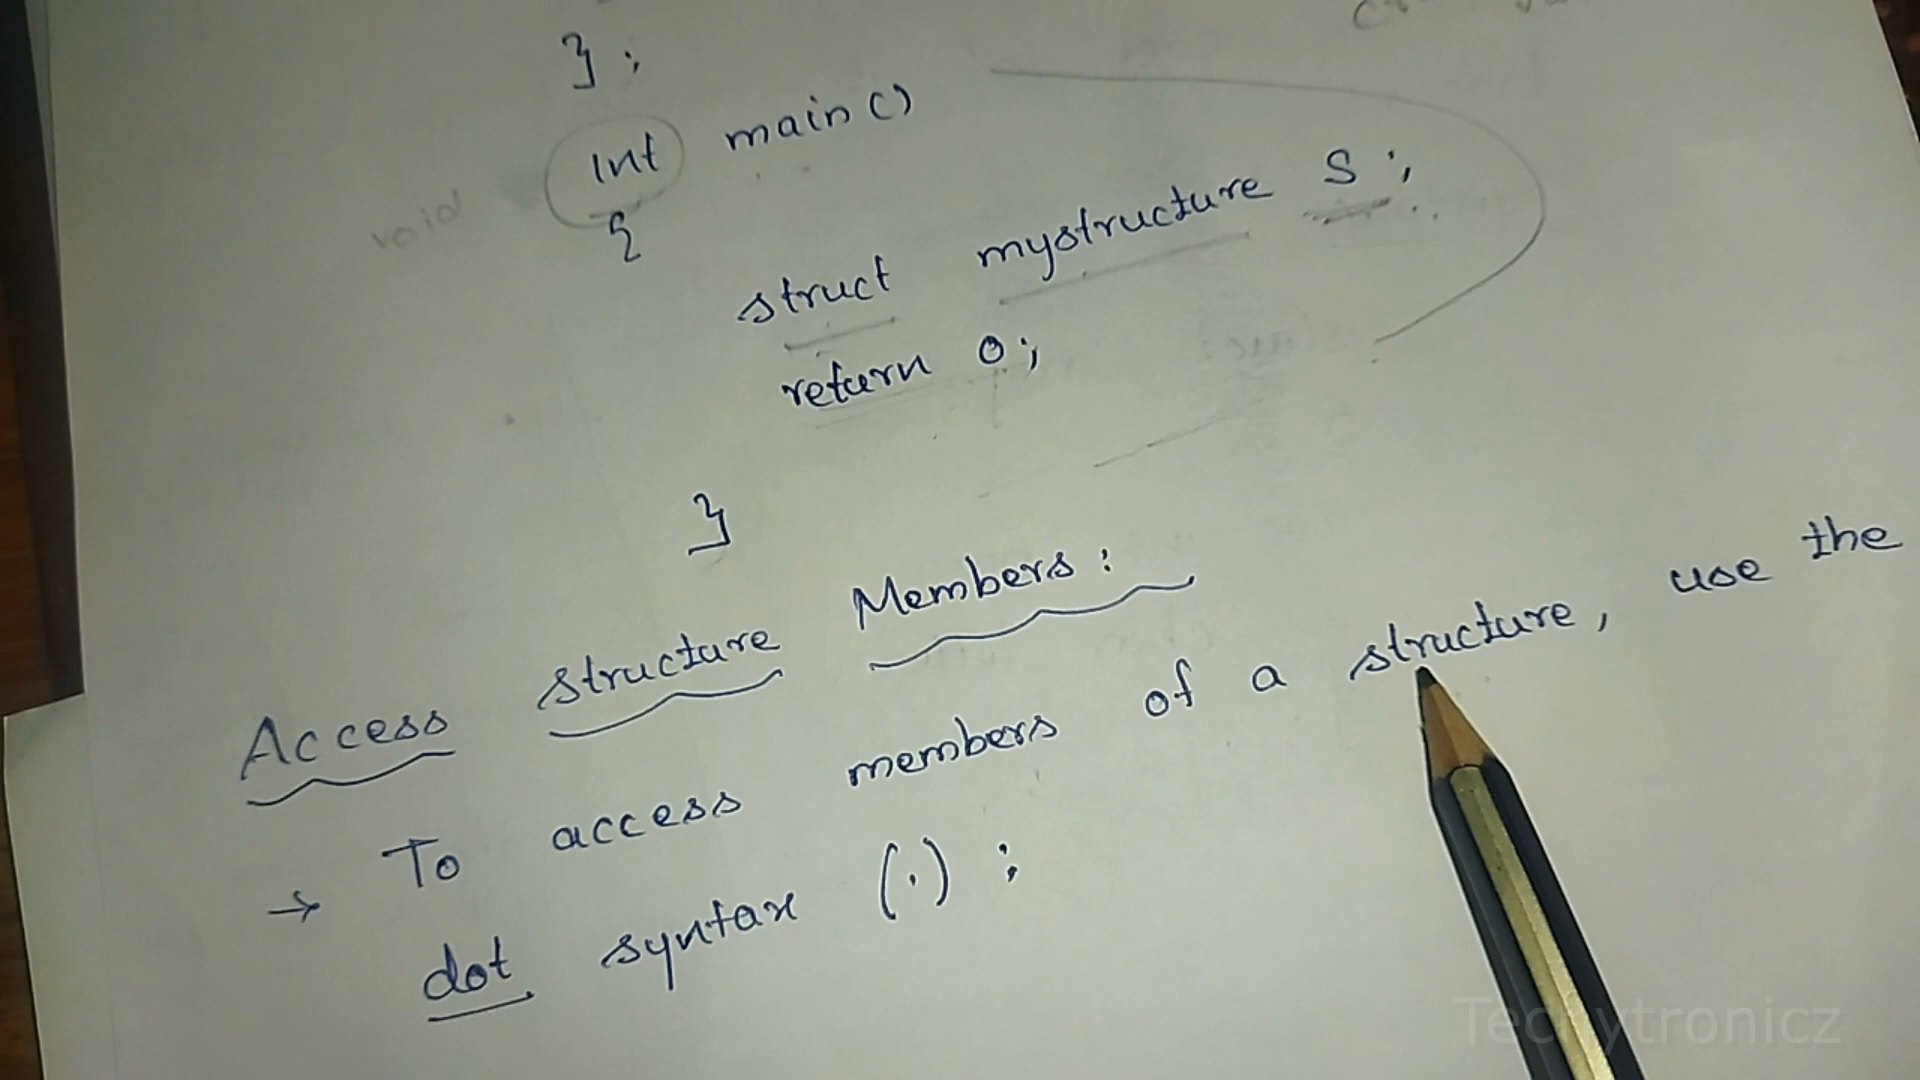 };
int main()
void
{
struct mystructure S;
return 0;
}
Access structure Members:
→ To access members of a structure, use the
dot syntax (.) ;
Techytronicz